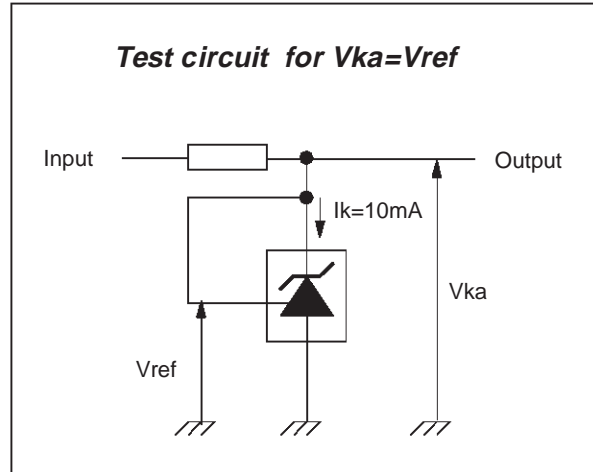 Test circuit for Vka=Vref
Input
Output
Ik=10mA
Vka
Vref